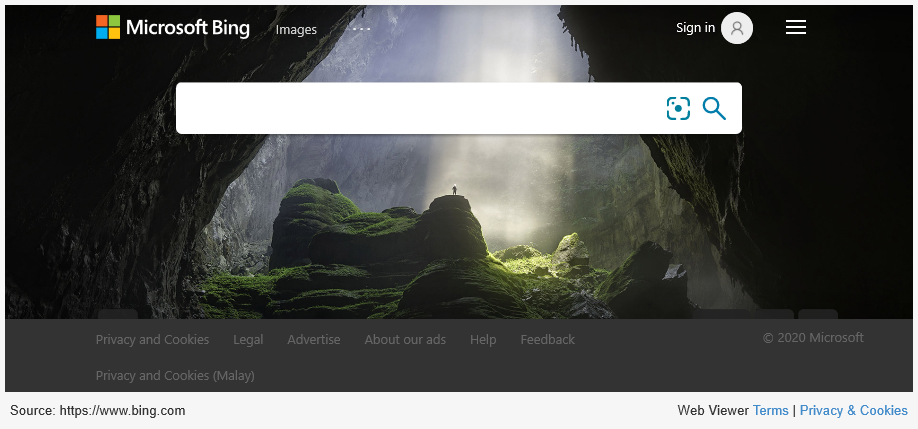 Microsoft Bing Images ... Sign in
Privacy and Cookies Legal Advertise About our ads Help Feedback © 2020 Microsoft
Privacy and Cookies (Malay)
Source: https://www.bing.com Web Viewer Terms | Privacy & Cookies